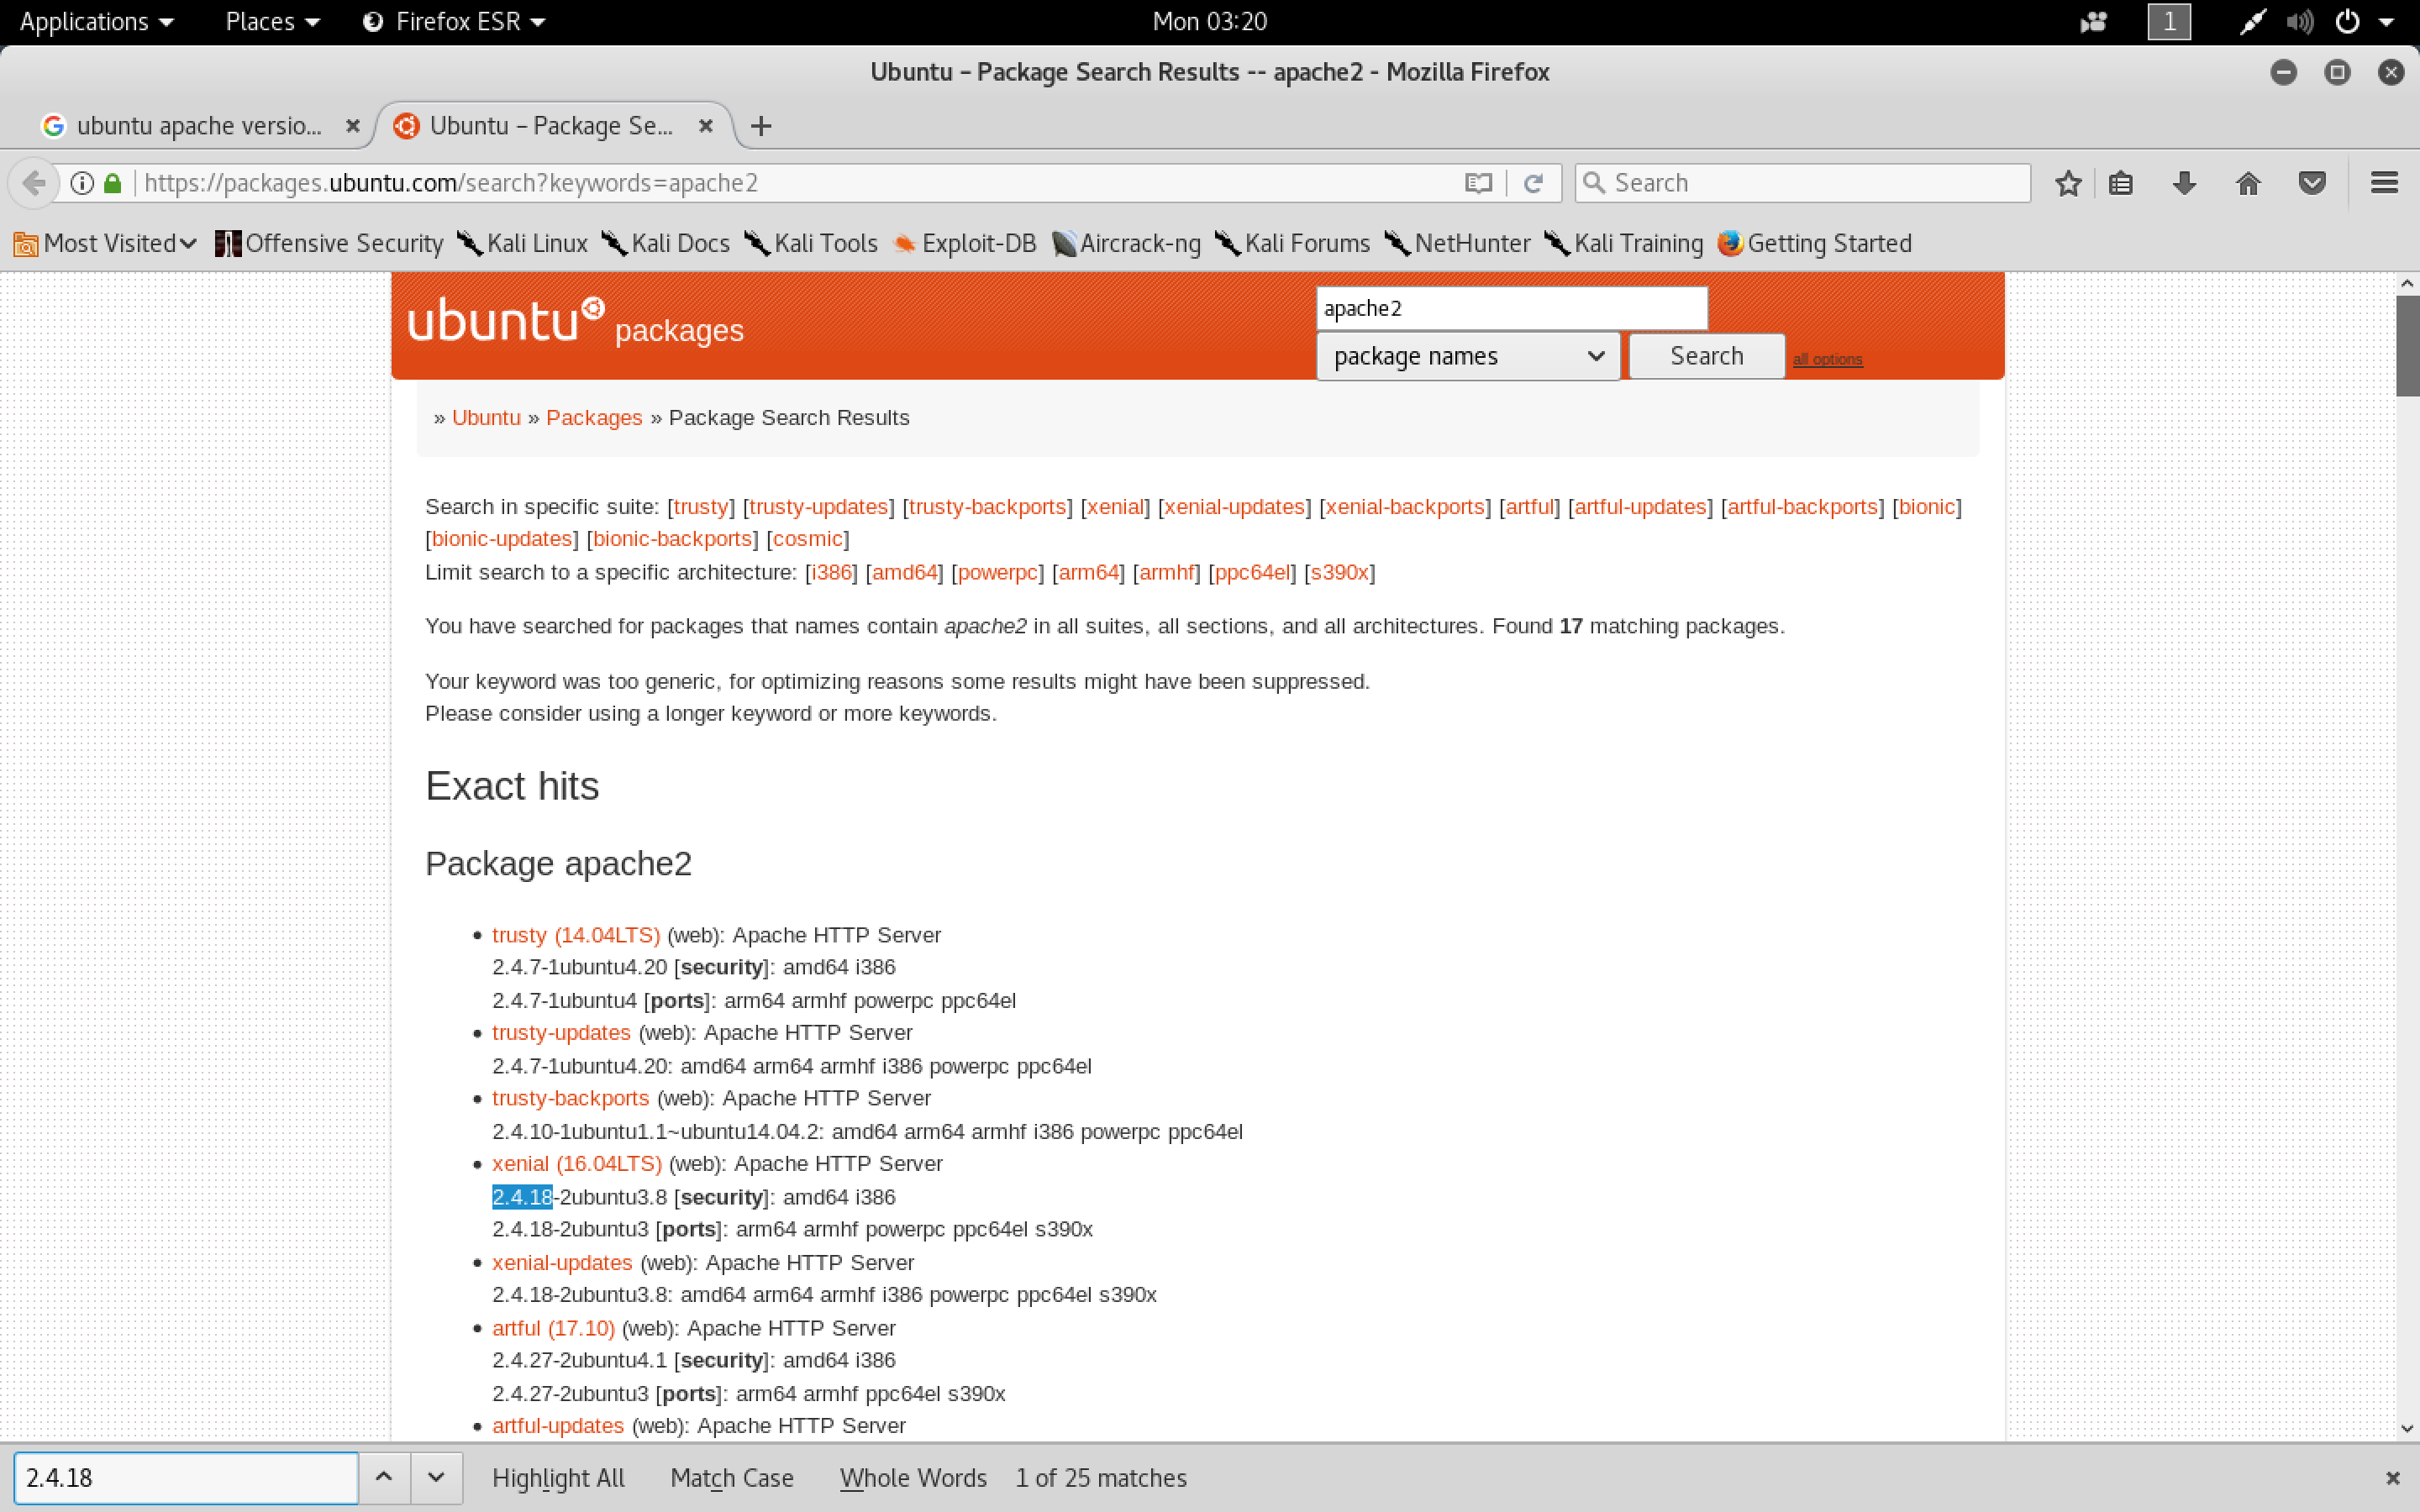 Applications Places Firefox ESR Mon 03:20 1
Ubuntu – Package Search Results -- apache2 - Mozilla Firefox
ubuntu apache versio... Ubuntu – Package Se...
https://packages.ubuntu.com/search?keywords=apache2 Search
Most Visited Offensive Security Kali Linux Kali Docs Kali Tools Exploit-DB Aircrack-ng Kali Forums NetHunter Kali Training Getting Started
ubuntu packages
apache2
package names Search all options
» Ubuntu » Packages » Package Search Results
Search in specific suite: [trusty] [trusty-updates] [trusty-backports] [xenial] [xenial-updates] [xenial-backports] [artful] [artful-updates] [artful-backports] [bionic]
[bionic-updates] [bionic-backports] [cosmic]
Limit search to a specific architecture: [i386] [amd64] [powerpc] [arm64] [armhf] [ppc64el] [s390x]
You have searched for packages that names contain apache2 in all suites, all sections, and all architectures. Found 17 matching packages.
Your keyword was too generic, for optimizing reasons some results might have been suppressed.
Please consider using a longer keyword or more keywords.
Exact hits
Package apache2
• trusty (14.04LTS) (web): Apache HTTP Server
2.4.7-1ubuntu4.20 [security]: amd64 i386
2.4.7-1ubuntu4 [ports]: arm64 armhf powerpc ppc64el
• trusty-updates (web): Apache HTTP Server
2.4.7-1ubuntu4.20: amd64 arm64 armhf i386 powerpc ppc64el
• trusty-backports (web): Apache HTTP Server
2.4.10-1ubuntu1.1~ubuntu14.04.2: amd64 arm64 armhf i386 powerpc ppc64el
• xenial (16.04LTS) (web): Apache HTTP Server
2.4.18-2ubuntu3.8 [security]: amd64 i386
2.4.18-2ubuntu3 [ports]: arm64 armhf powerpc ppc64el s390x
• xenial-updates (web): Apache HTTP Server
2.4.18-2ubuntu3.8: amd64 arm64 armhf i386 powerpc ppc64el s390x
• artful (17.10) (web): Apache HTTP Server
2.4.27-2ubuntu4.1 [security]: amd64 i386
2.4.27-2ubuntu3 [ports]: arm64 armhf ppc64el s390x
• artful-updates (web): Apache HTTP Server
2.4.18 Highlight All Match Case Whole Words 1 of 25 matches